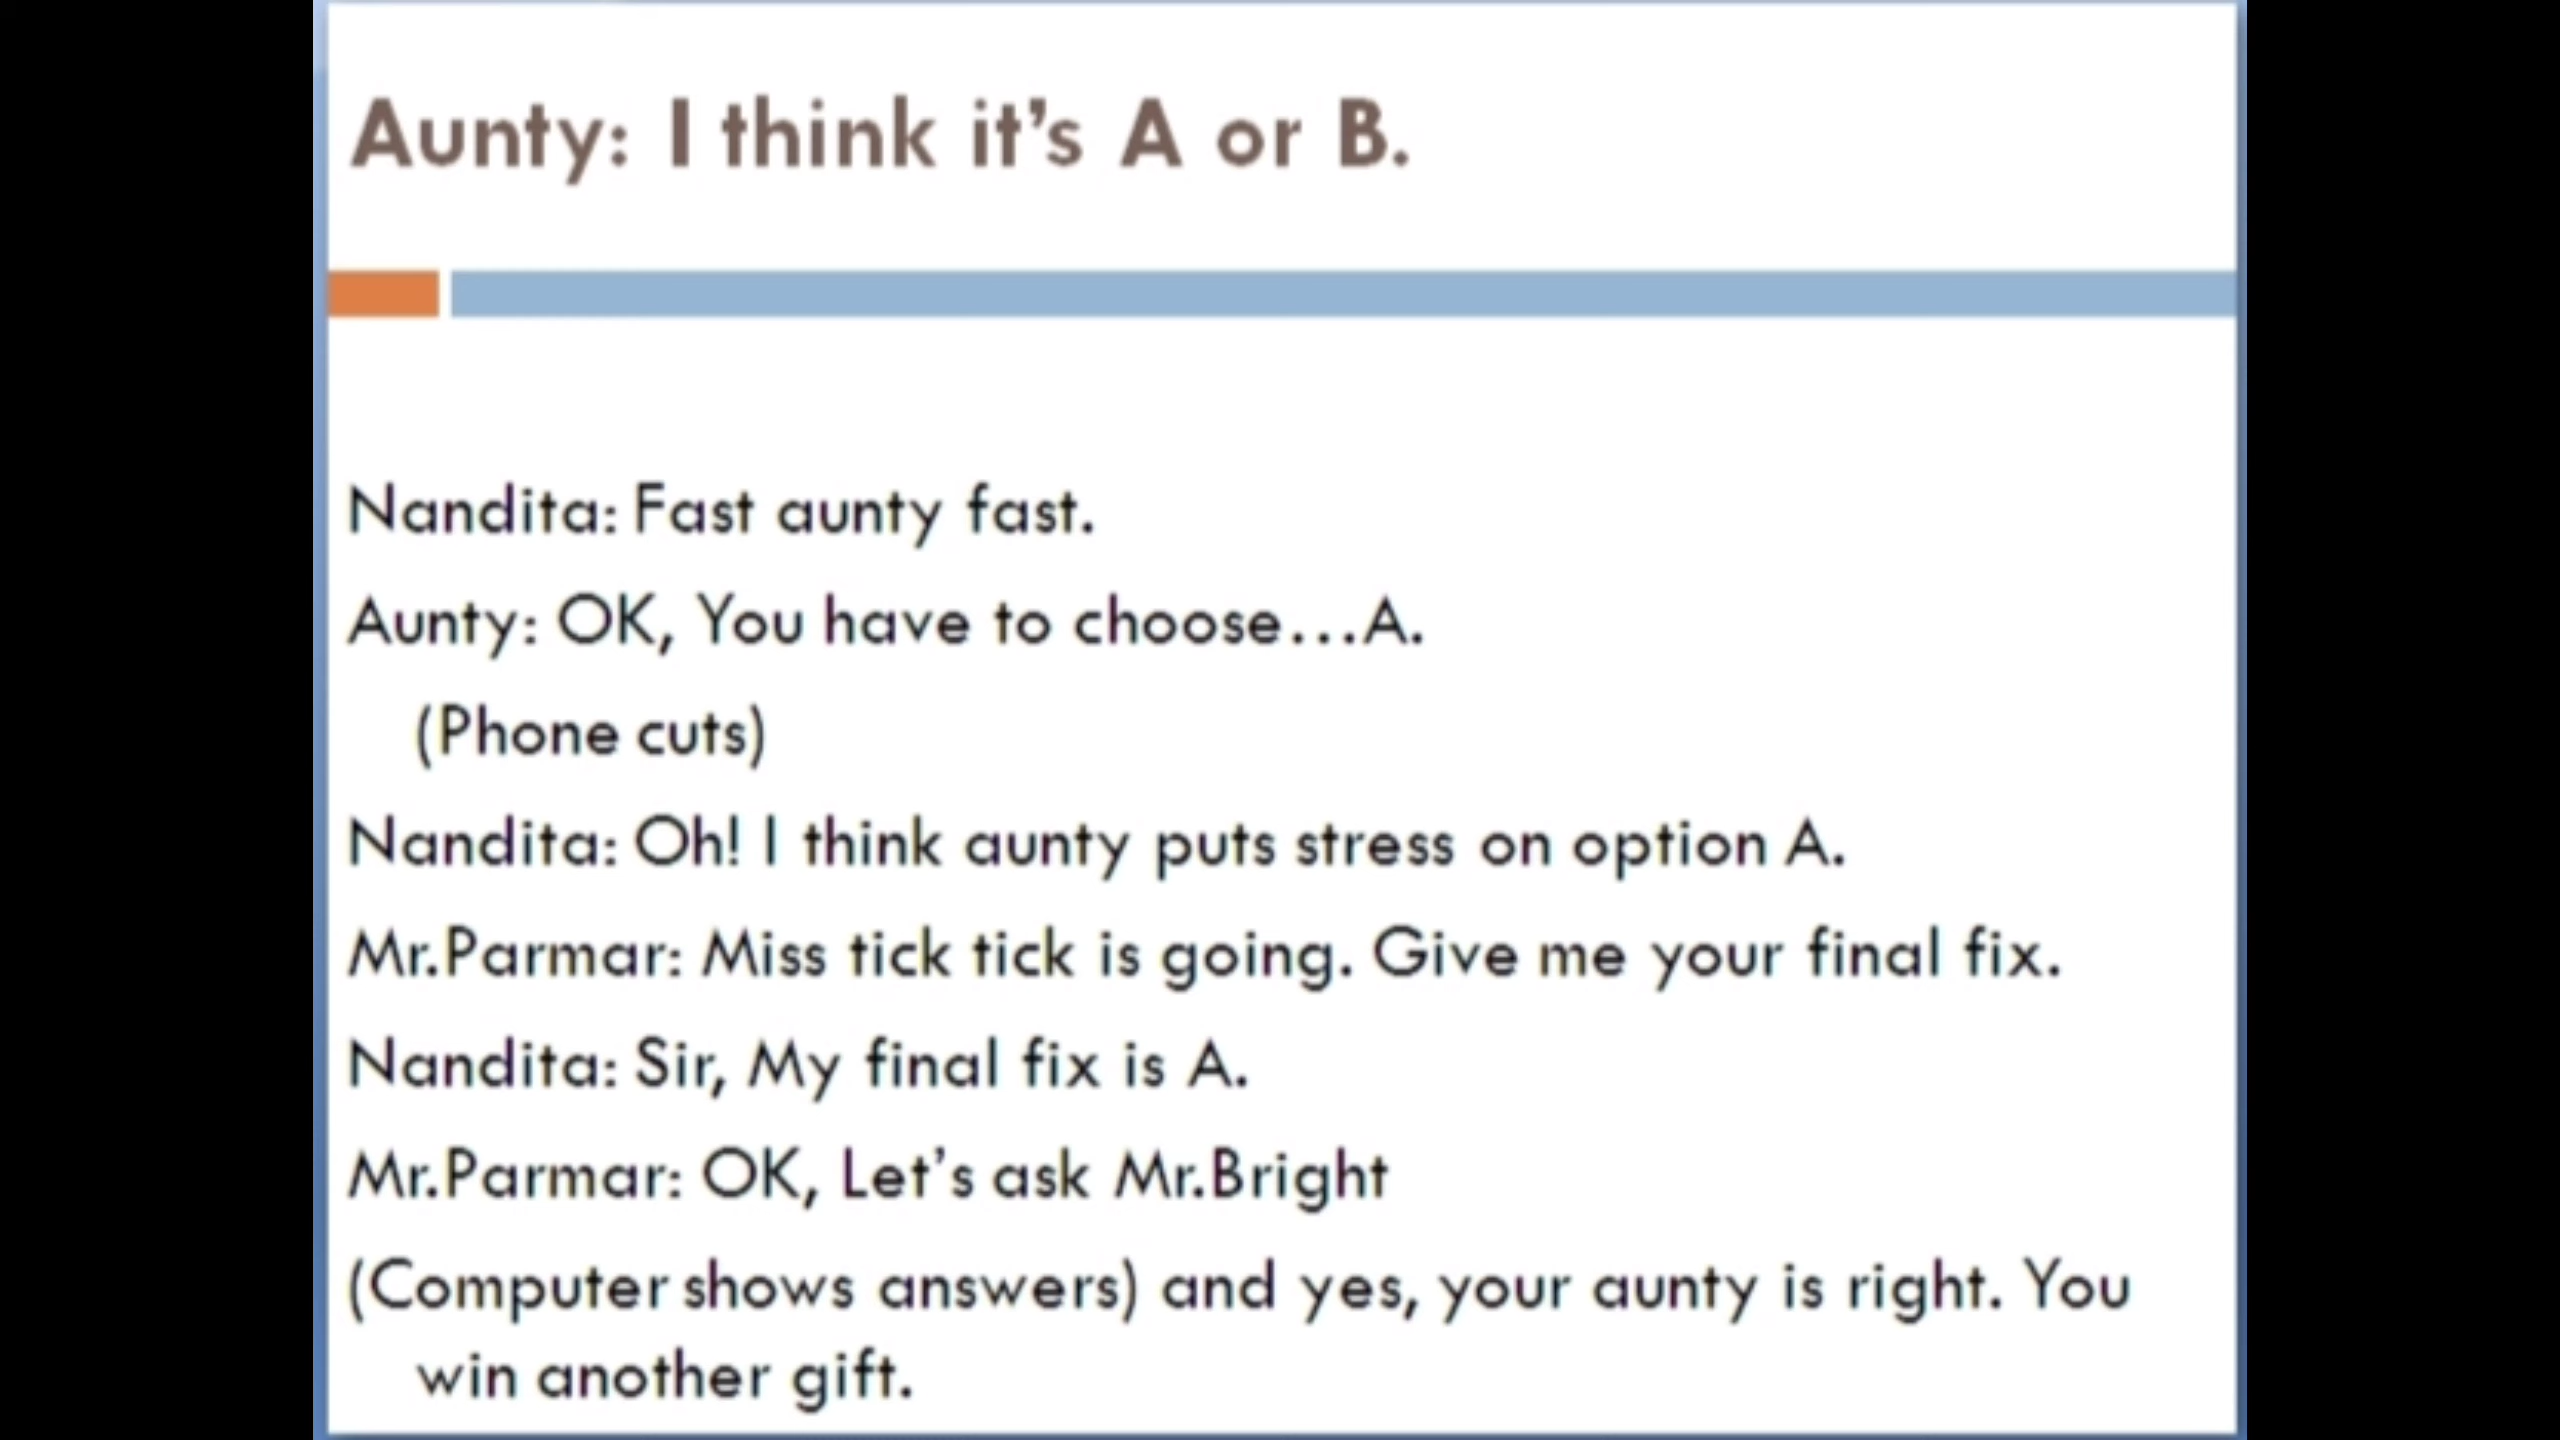 Aunty: I think it's A or B.
Nandita: Fast aunty fast.
Aunty: OK, You have to choose...A.
(Phone cuts)
Nandita: Oh! I think aunty puts stress on option A.
Mr.Parmar: Miss tick tick is going. Give me your final fix.
Nandita: Sir, My final fix is A.
Mr.Parmar: OK, Let's ask Mr.Bright
(Computer shows answers) and yes, your aunty is right. You
win another gift.